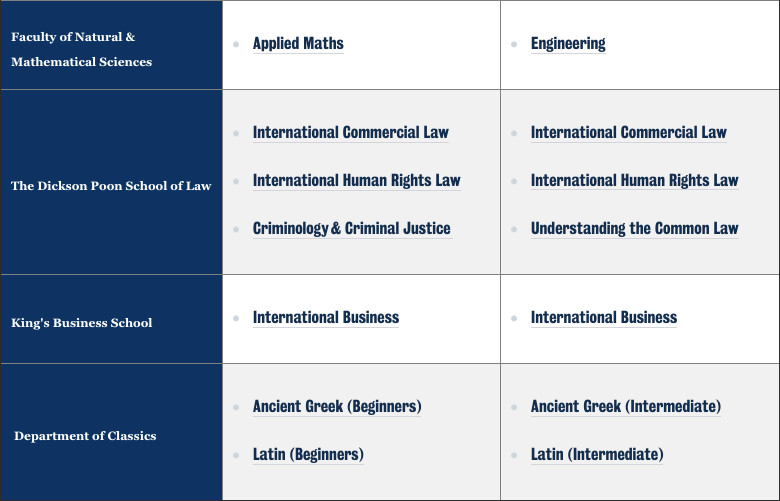 Faculty of Natural &
Mathematical Sciences
Applied Maths
Engineering
The Dickson Poon School of Law
International Commercial Law
International Human Rights Law
Criminology & Criminal Justice
International Commercial Law
International Human Rights Law
Understanding the Common Law
King's Business School
International Business
International Business
Department of Classics
Ancient Greek (Beginners)
Latin (Beginners)
Ancient Greek (Intermediate)
Latin (Intermediate)